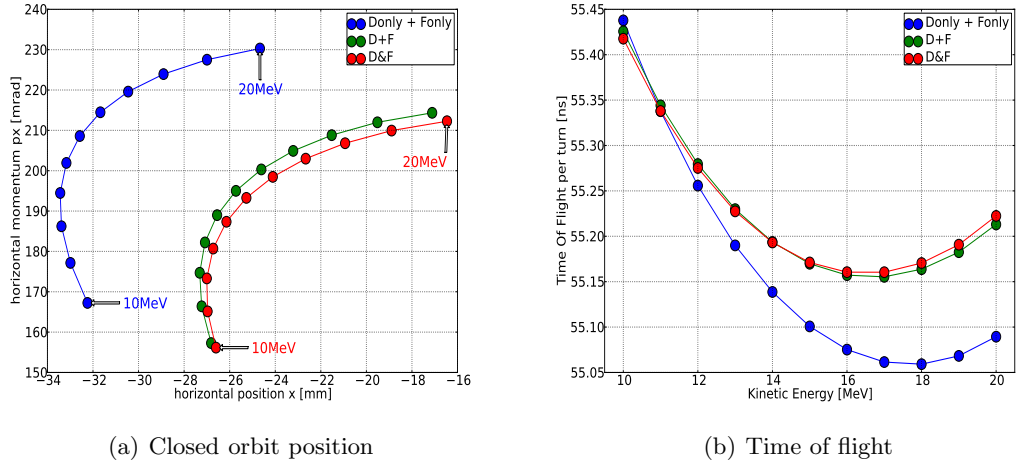 240
230
220
210
200
190
180
170
160
150
horizontal momentum px [mrad]
−34 −32 −30 −28 −26 −24 −22 −20 −18 −16
horizontal position x [mm]
Donly + Fonly
D+F
D&F
20MeV
20MeV
10MeV
10MeV
(a) Closed orbit position
55.45
55.40
55.35
55.30
55.25
55.20
55.15
55.10
55.05
Time Of Flight per turn [ns]
10 12 14 16 18 20
Kinetic Energy [MeV]
Donly + Fonly
D+F
D&F
(b) Time of flight